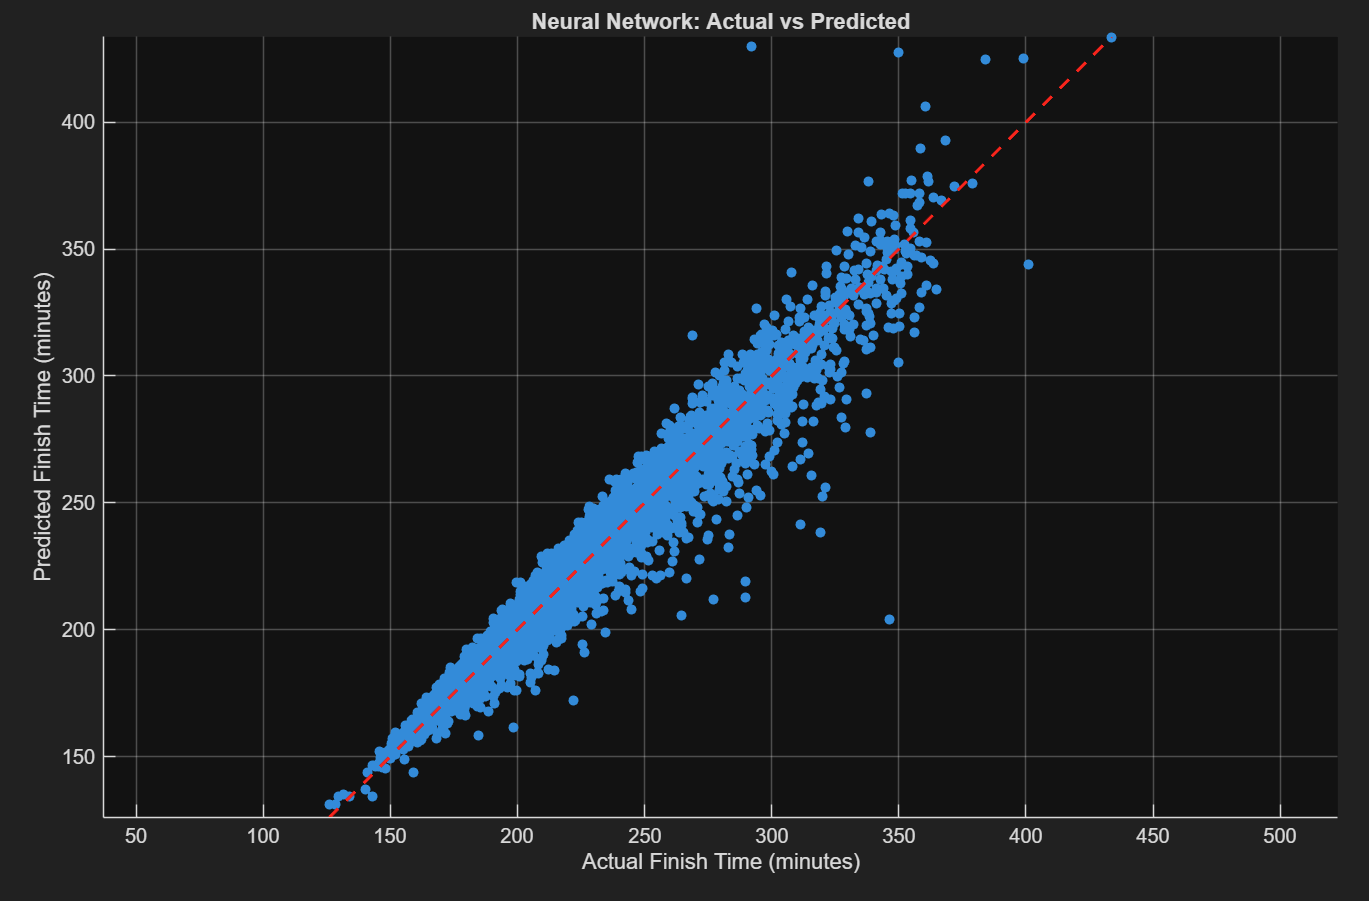 Neural Network: Actual vs Predicted
400
350
300
250
200
150
Predicted Finish Time (minutes)
50 100 150 200 250 300 350 400 450 500
Actual Finish Time (minutes)